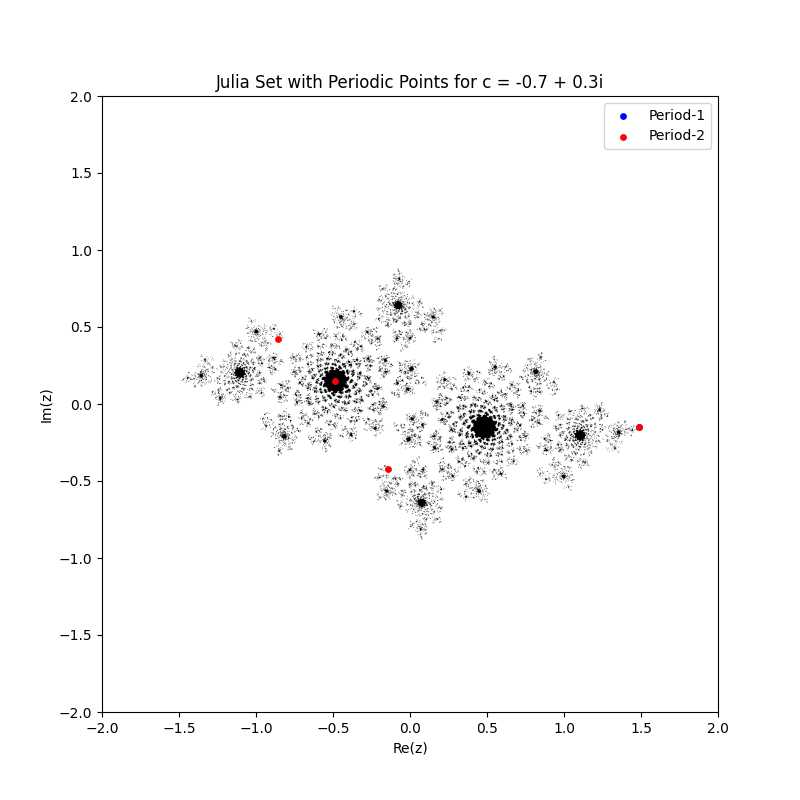 Julia Set with Periodic Points for c = -0.7 + 0.3i
Period-1
Period-2
2.0
1.5
1.0
0.5
0.0
−0.5
−1.0
−1.5
−2.0
Im(z)
−2.0 −1.5 −1.0 −0.5 0.0 0.5 1.0 1.5 2.0
Re(z)